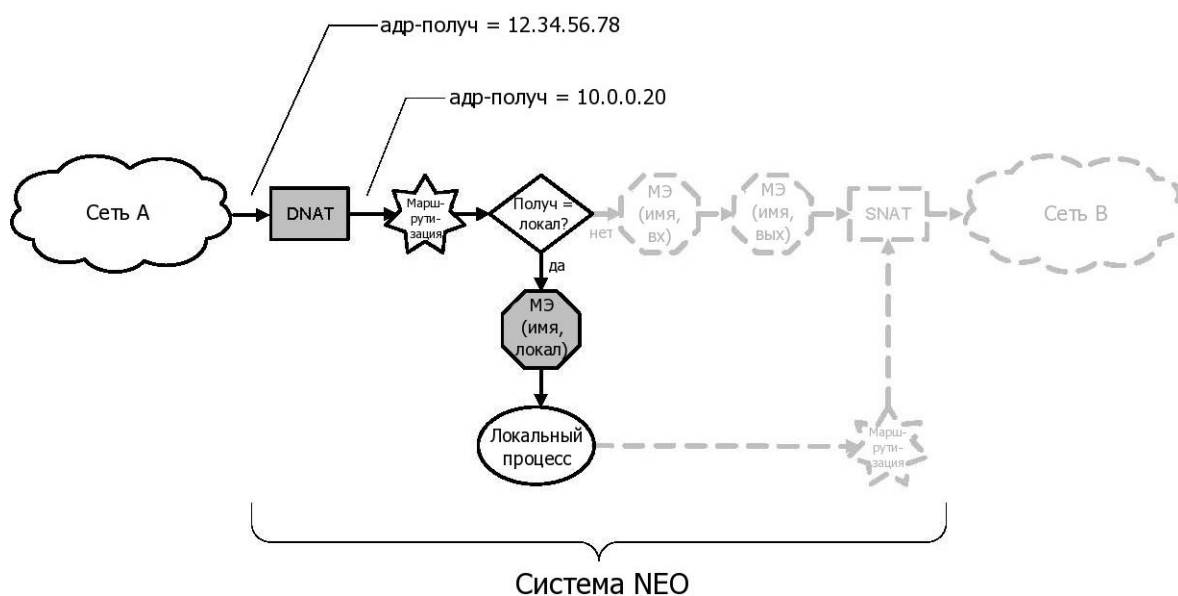 адр-получ = 12.34.56.78
адр-получ = 10.0.0.20
Сеть A
DNAT
Марш-
рути-
зация
Получ =
локал?
нет
да
МЭ
(имя,
вх)
МЭ
(имя,
вых)
SNAT
Сеть B
МЭ
(имя,
локал)
Локальный
процесс
Марш-
рути-
зация
Система NEO